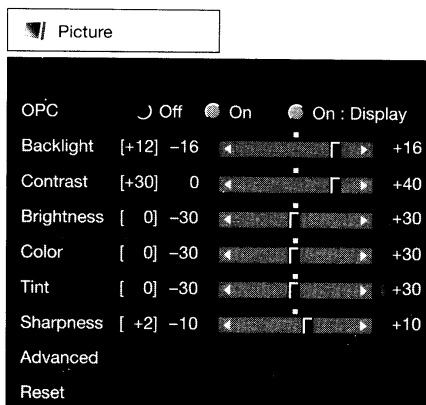 Picture
OPC Off On On : Display
Backlight [+12] -16 +16
Contrast [+30] 0 +40
Brightness [ 0] -30 +30
Color [ 0] -30 +30
Tint [ 0] -30 +30
Sharpness [ +2] -10 +10
Advanced
Reset